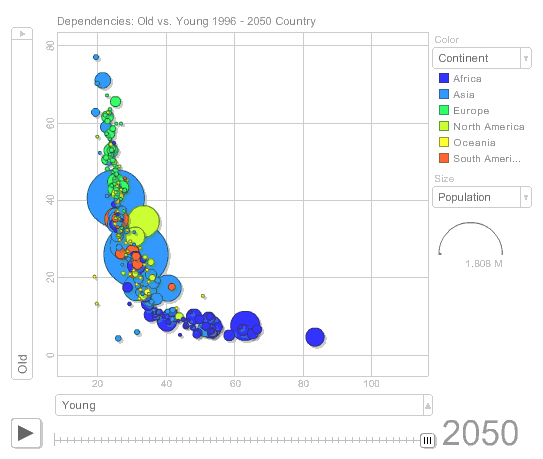 Dependencies: Old vs. Young 1996 - 2050 Country
Color
Continent
Africa
Asia
Europe
North America
Oceania
South Ameri...
Size
Population
1,808 M
80
60
40
20
0
Old
20 40 60 80 100
Young
2050